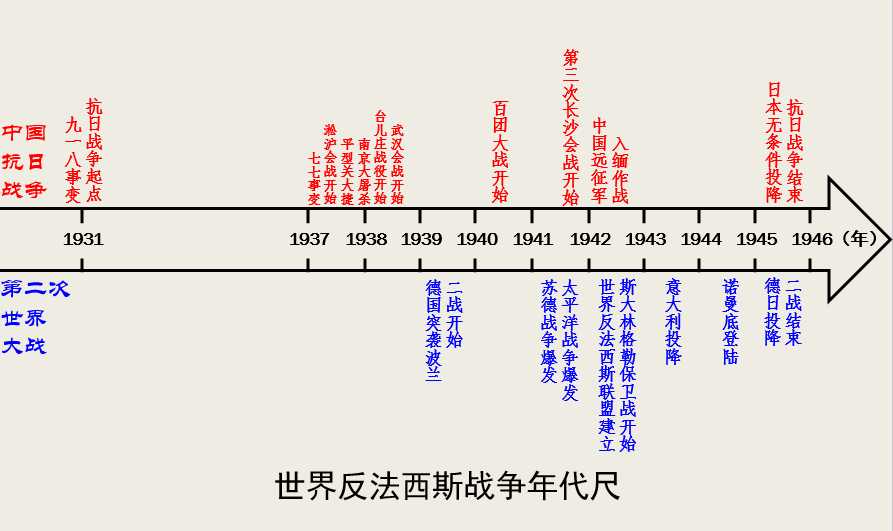 中国
抗日
战争
九一八事变
抗日战争起点
七七事变
淞沪会战开始
平型关大捷
南京大屠杀
台儿庄战役开始
武汉会战开始
百团大战开始
第三次长沙会战开始
中国远征军
入缅作战
日本无条件投降
抗日战争结束
1931 1937 1938 1939 1940 1941 1942 1943 1944 1945 1946（年）
第二次
世界
大战
德国突袭波兰
二战开始
苏德战争爆发
太平洋战争爆发
世界反法西斯联盟建立
斯大林格勒保卫战开始
意大利投降
诺曼底登陆
德日投降
二战结束
世界反法西斯战争年代尺